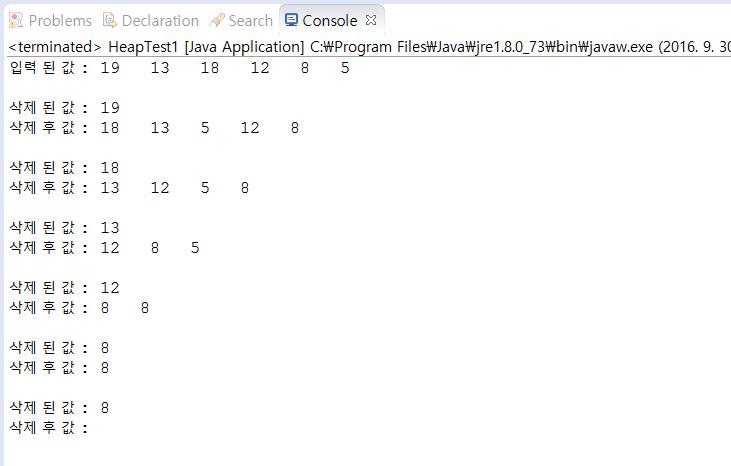 Problems Declaration Search Console
<terminated> HeapTest1 [Java Application] C:₩Program Files₩Java₩jre1.8.0_73₩bin₩javaw.exe (2016. 9. 30
입력 된 값 : 19 13 18 12 8 5
삭제 된 값 : 19
삭제 후 값 : 18 13 5 12 8
삭제 된 값 : 18
삭제 후 값 : 13 12 5 8
삭제 된 값 : 13
삭제 후 값 : 12 8 5
삭제 된 값 : 12
삭제 후 값 : 8 8
삭제 된 값 : 8
삭제 후 값 : 8
삭제 된 값 : 8
삭제 후 값 :